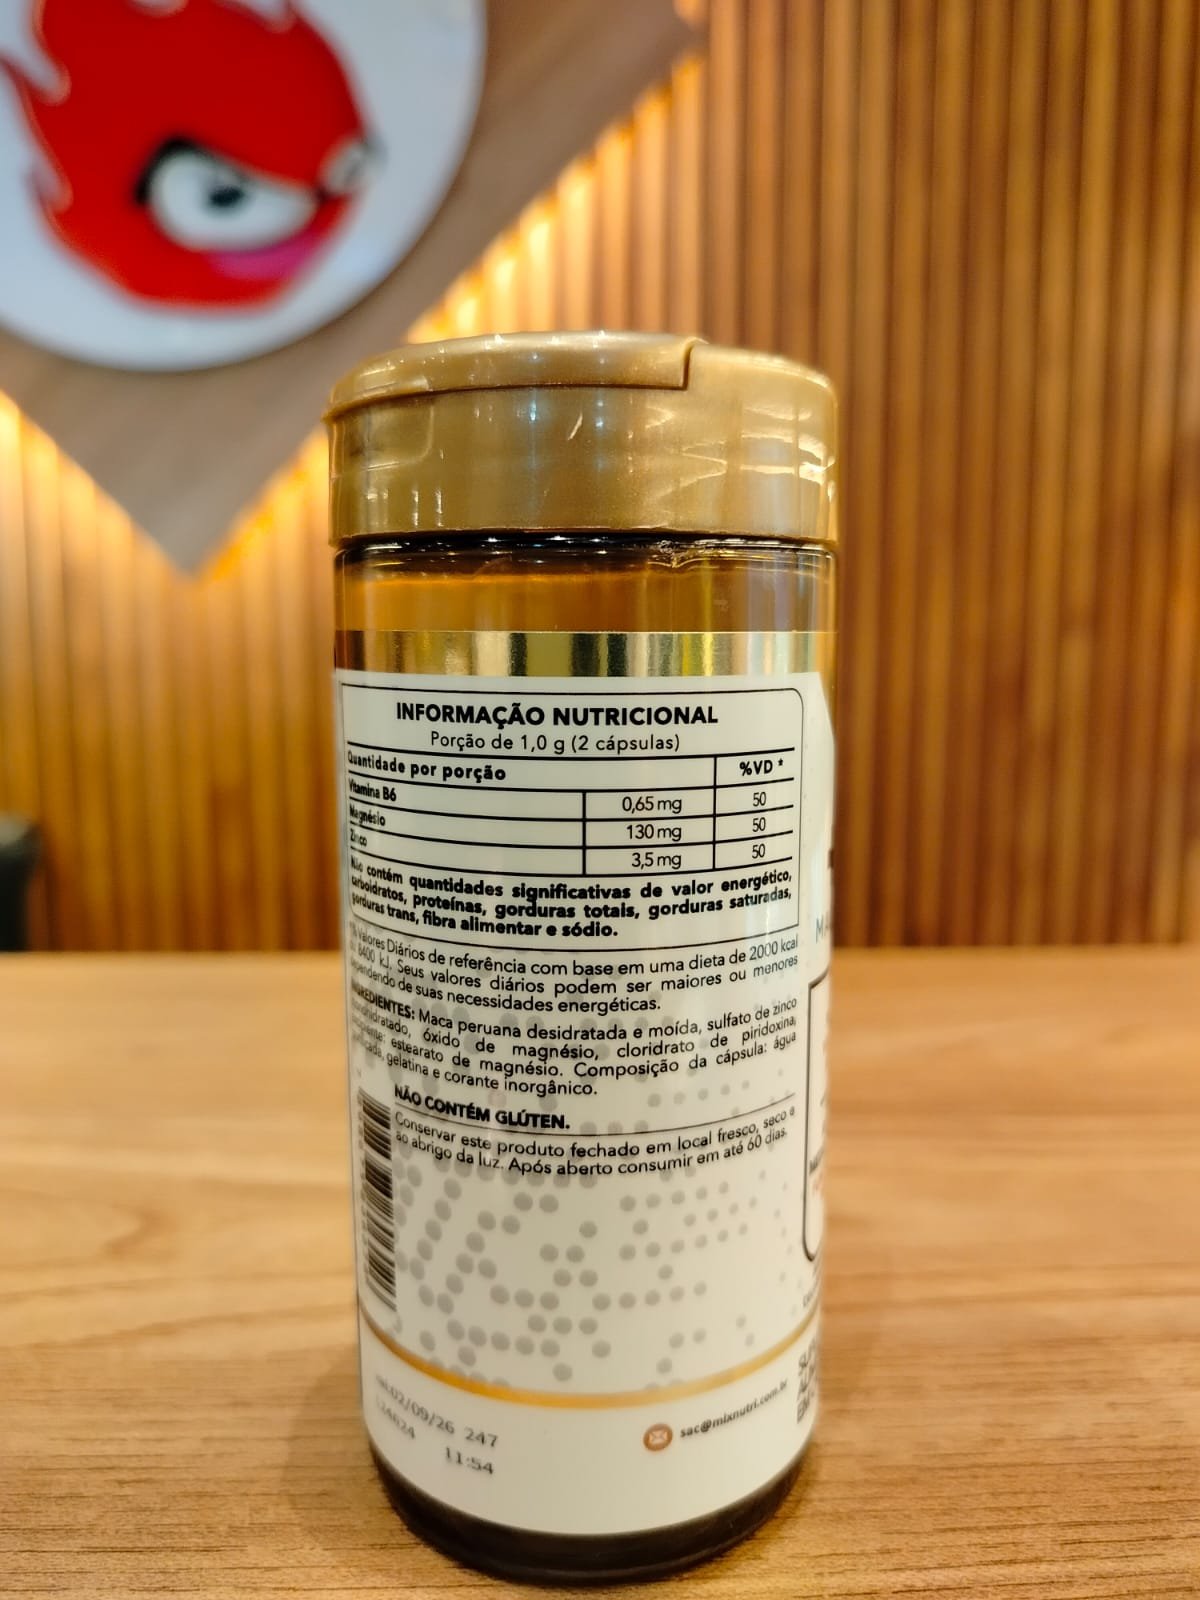 INFORMAÇÃO NUTRICIONAL
Porção de 1,0 g (2 cápsulas)
Quantidade por porção %VD *
Vitamina B6 0,65 mg 50
Magnésio 130 mg 50
Zinco 3,5 mg 50
Não contém quantidades significativas de valor energético,
carboidratos, proteínas, gorduras totais, gorduras saturadas,
gorduras trans, fibra alimentar e sódio.
Valores Diários de referência com base em uma dieta de 2000 kcal
8400 kJ. Seus valores diários podem ser maiores ou menores
dependendo de suas necessidades energéticas.
INGREDIENTES: Maca peruana desidratada e moída, sulfato de zinco
óxido de magnésio, cloridrato de piridoxina,
estearato de magnésio. Composição da cápsula: água
gelatina e corante inorgânico.
NÃO CONTÉM GLÚTEN.
Conservar este produto fechado em local fresco, seco e
ao abrigo da luz. Após aberto consumir em até 60 dias.
02/09/26 247
11:54
sac@mixnutri.com.br